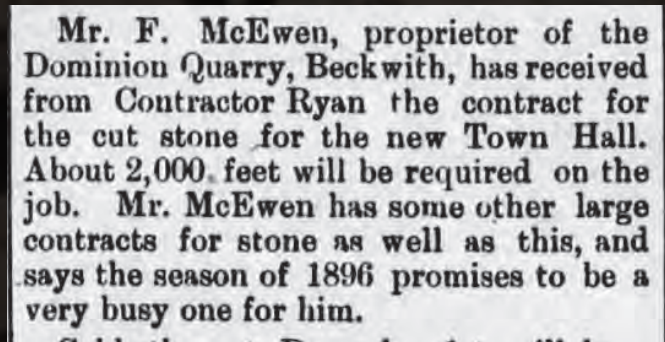 Mr. F. McEwen, proprietor of the
Dominion Quarry, Beckwith, has received
from Contractor Ryan the contract for
the cut stone for the new Town Hall.
About 2,000 feet will be required on the
job. Mr. McEwen has some other large
contracts for stone as well as this, and
says the season of 1896 promises to be a
very busy one for him.